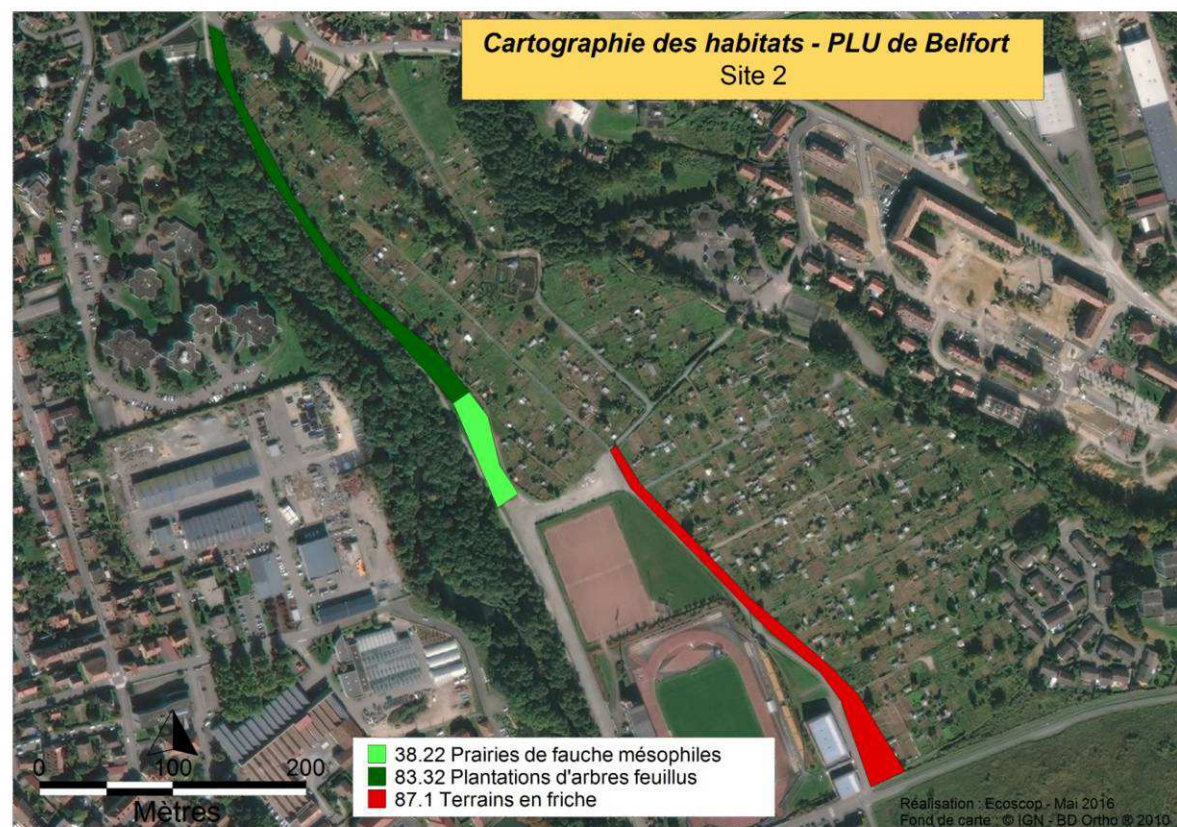 Cartographie des habitats - PLU de Belfort
Site 2
38.22 Prairies de fauche mésophiles
83.32 Plantations d'arbres feuillus
87.1 Terrains en friche
0 100 200
Mètres
Réalisation : Ecoscop - Mai 2016
Fond de carte : © IGN - BD Ortho ® 2010